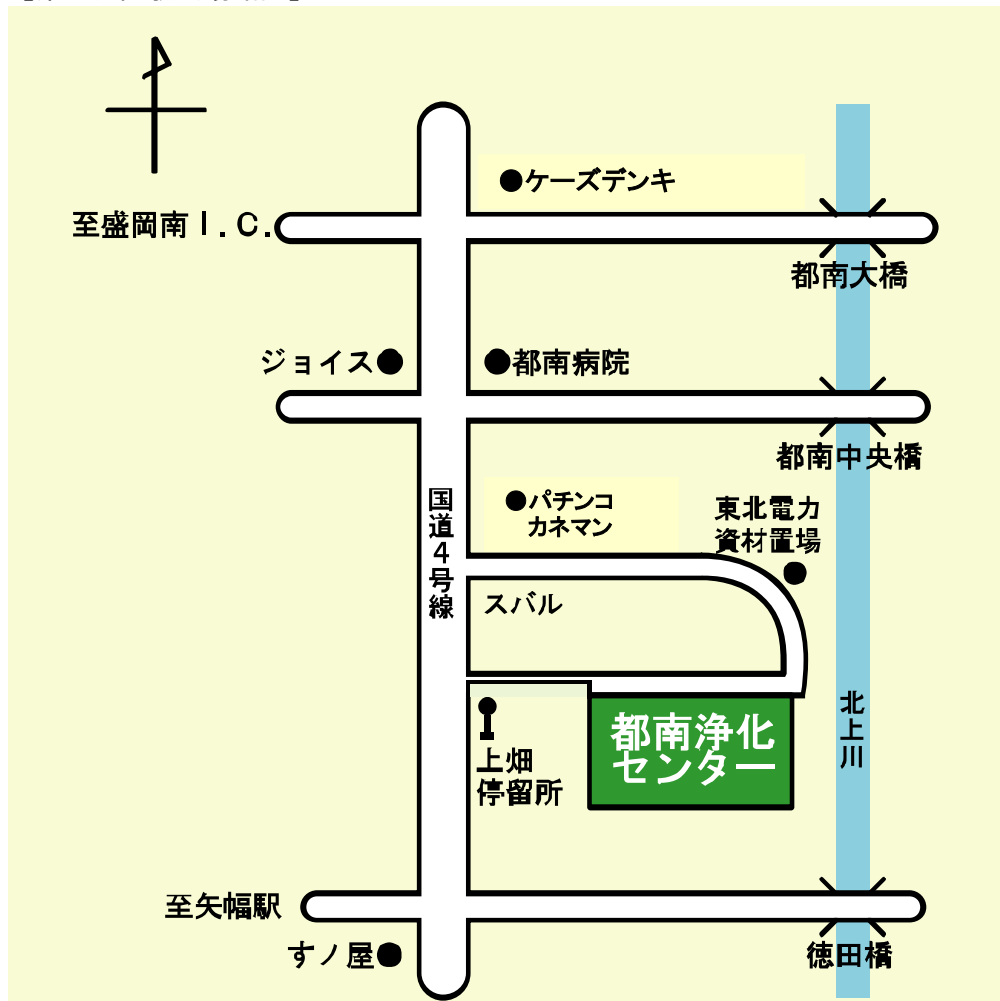 ケーズデンキ
至盛岡南I.C.
都南大橋
ジョイス
都南病院
都南中央橋
国道4号線
パチンコ
カネマン
東北電力
資材置場
スバル
都南浄化
センター
北上川
上畑
停留所
至矢幅駅
すノ屋
徳田橋